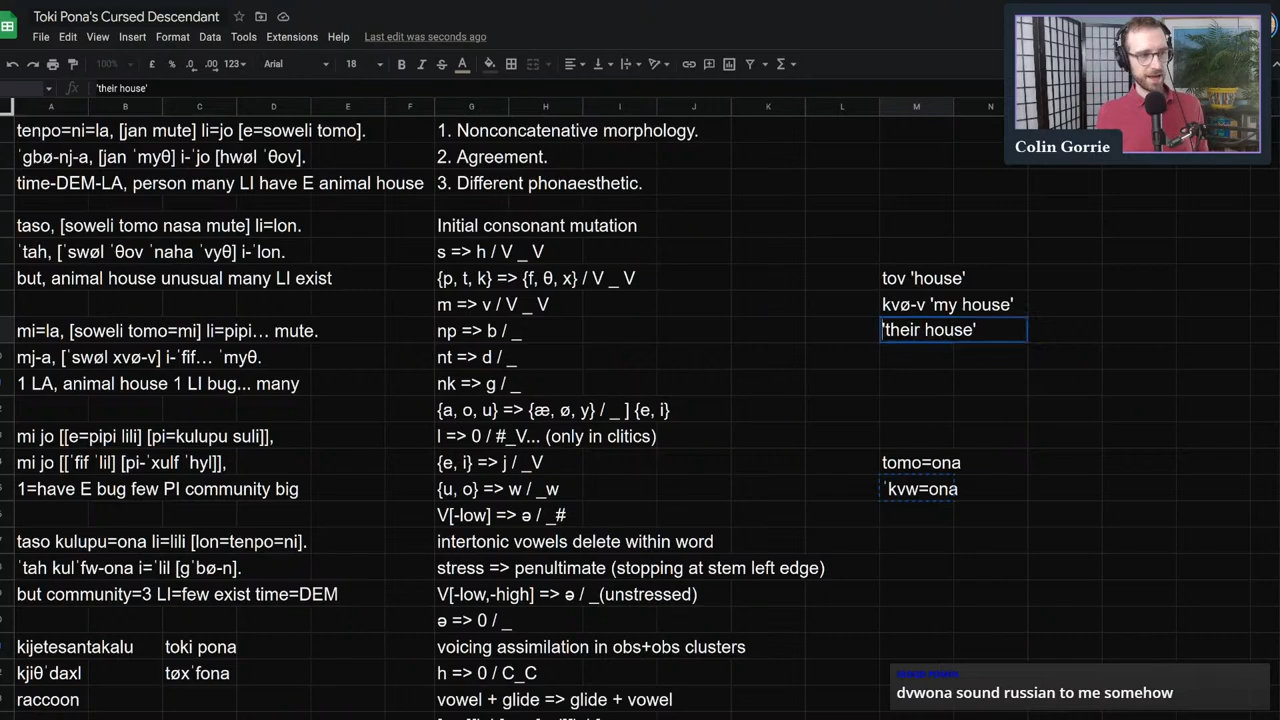 Toki Pona's Cursed Descendant
File Edit View Insert Format Data Tools Extensions Help Last edit was seconds ago
100% £ % .0 .00 123 Arial 18 B I S A
fx 'their house'
A B C D E F G H I J K L M N
tenpo=ni=la, [jan mute] li=jo [e=soweli tomo]. 1. Nonconcatenative morphology.
ˈgbø-nj-a, [jan ˈmyθ] i-ˈjo [hwøl ˈθov]. 2. Agreement.
time-DEM-LA, person many LI have E animal house 3. Different phonaesthetic.
taso, [soweli tomo nasa mute] li=lon. Initial consonant mutation
ˈtah, [ˈswøl ˈθov ˈnaha ˈvyθ] i-ˈlon. s => h / V _ V
but, animal house unusual many LI exist {p, t, k} => {f, θ, x} / V _ V tov 'house'
m => v / V _ V kvø-v 'my house'
mi=la, [soweli tomo=mi] li=pipi… mute. np => b / _ 'their house'
mj-a, [ˈswøl xvø-v] i-ˈfif… ˈmyθ. nt => d / _
1 LA, animal house 1 LI bug... many nk => g / _
{a, o, u} => {æ, ø, y} / _ ] {e, i}
mi jo [[e=pipi lili] [pi=kulupu suli]], l => 0 / #_V... (only in clitics)
mi jo [[ˈfif ˈlil] [pi-ˈxulf ˈhyl]], {e, i} => j / _V tomo=ona
1=have E bug few PI community big {u, o} => w / _w ˈkvw=ona
V[-low] => ə / _#
taso kulupu=ona li=lili [lon=tenpo=ni]. intertonic vowels delete within word
ˈtah kulˈfw-ona i=ˈlil [gˈbø-n]. stress => penultimate (stopping at stem left edge)
but community=3 LI=few exist time=DEM V[-low,-high] => ə / _(unstressed)
ə => 0 / _
kijetesantakalu toki pona voicing assimilation in obs+obs clusters
kjiθˈdaxl tøxˈfona h => 0 / C_C
raccoon vowel + glide => glide + vowel
Colin Gorrie
dvwona sound russian to me somehow